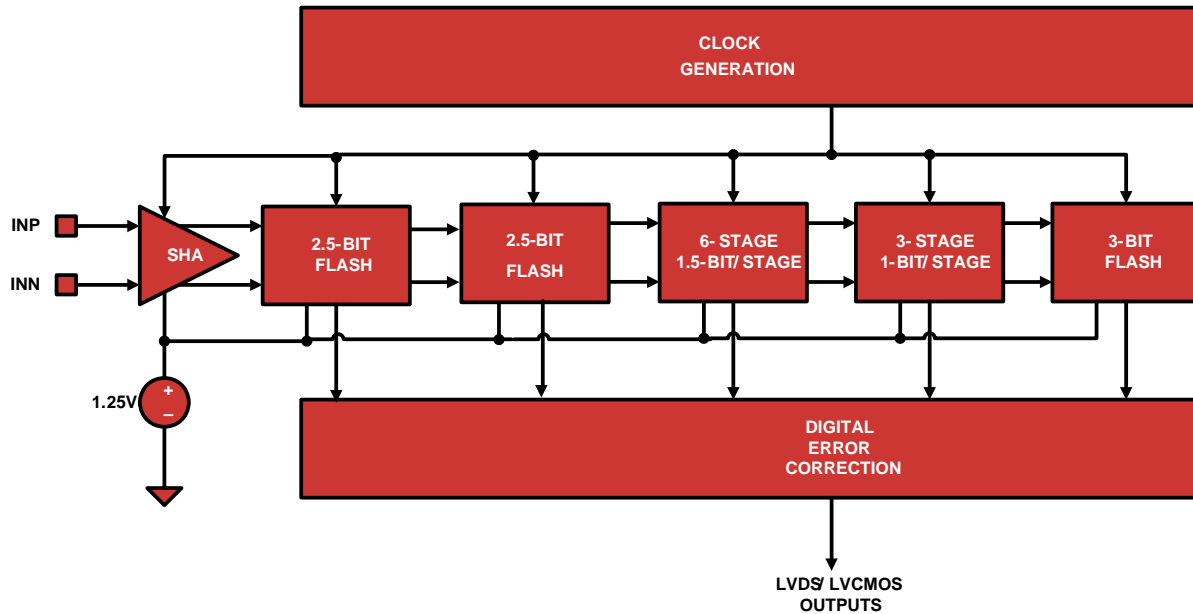 CLOCK
GENERATION
INP
INN
SHA
2.5-BIT
FLASH
2.5-BIT
FLASH
6- STAGE
1.5-BIT/ STAGE
3- STAGE
1-BIT/ STAGE
3-BIT
FLASH
1.25V
+
–
DIGITAL
ERROR
CORRECTION
LVDS/ LVCMOS
OUTPUTS